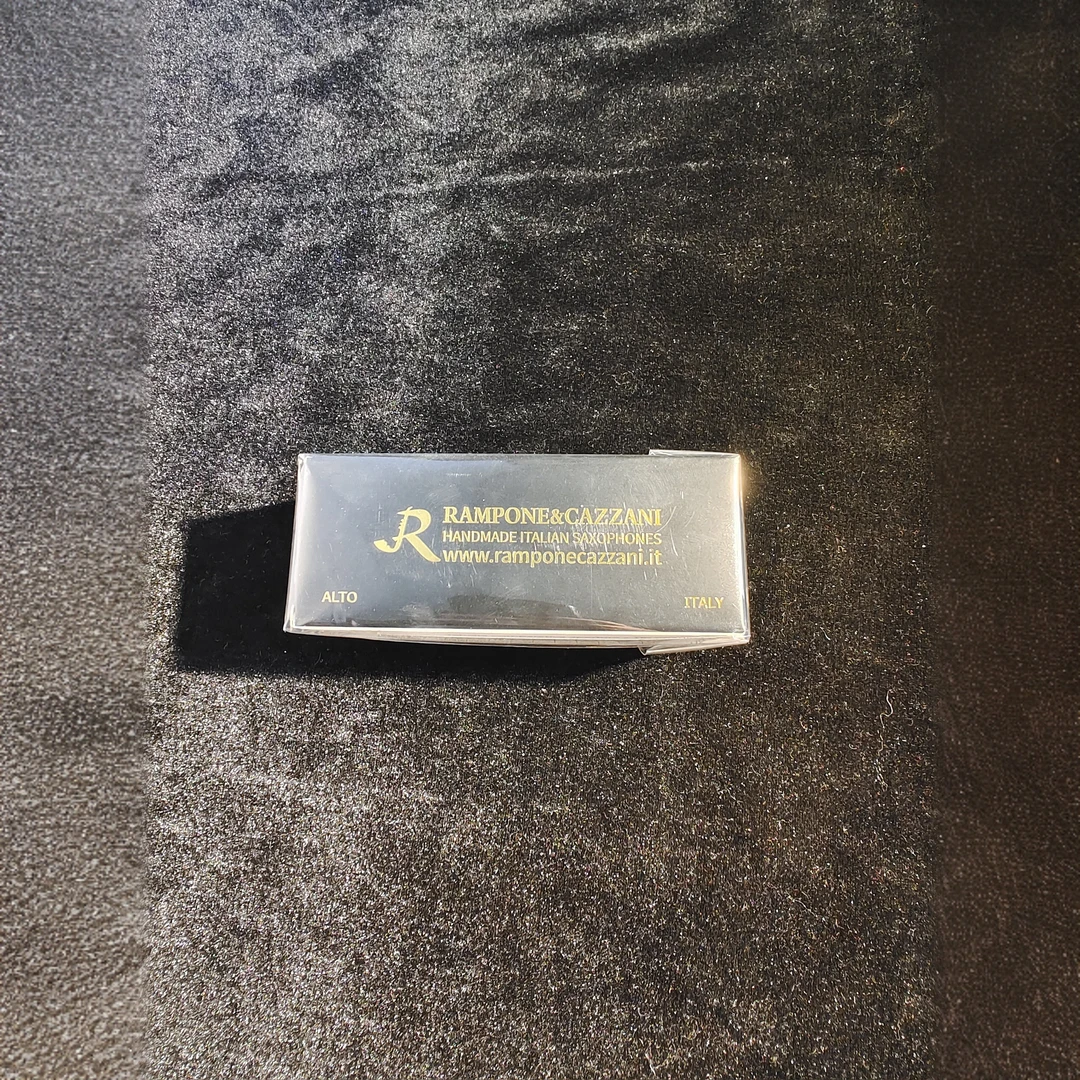 R RAMPONE&CAZZANI
HANDMADE ITALIAN SAXOPHONES
www.ramponecazzani.it
ALTO
ITALY